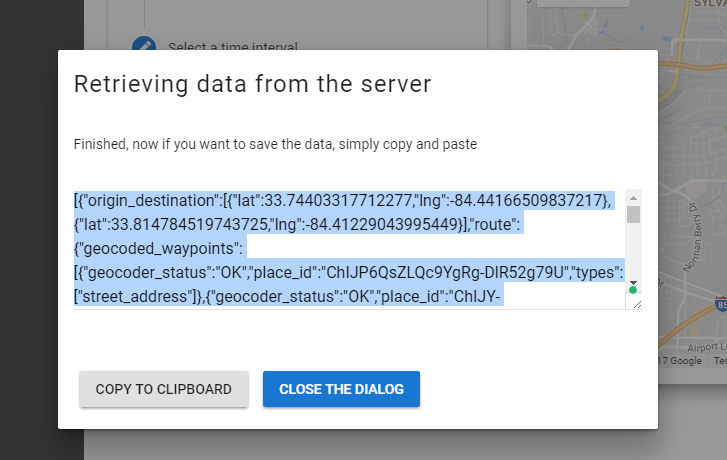 SYLVA
Select a time interval
Retrieving data from the server
Finished, now if you want to save the data, simply copy and paste
[{"origin_destination":[{"lat":33.74403317712277,"lng":-84.44166509837217},
{"lat":33.814784519743725,"lng":-84.41229043995449}],"route":
{"geocoded_waypoints":
[{"geocoder_status":"OK","place_id":"ChIJP6QsZLQc9YgRg-DIR52g79U","types":
["street_address"]},{"geocoder_status":"OK","place_id":"ChIJY-
Norman Berry Dr
85
Airport Lo
17 Google Ter
COPY TO CLIPBOARD
CLOSE THE DIALOG